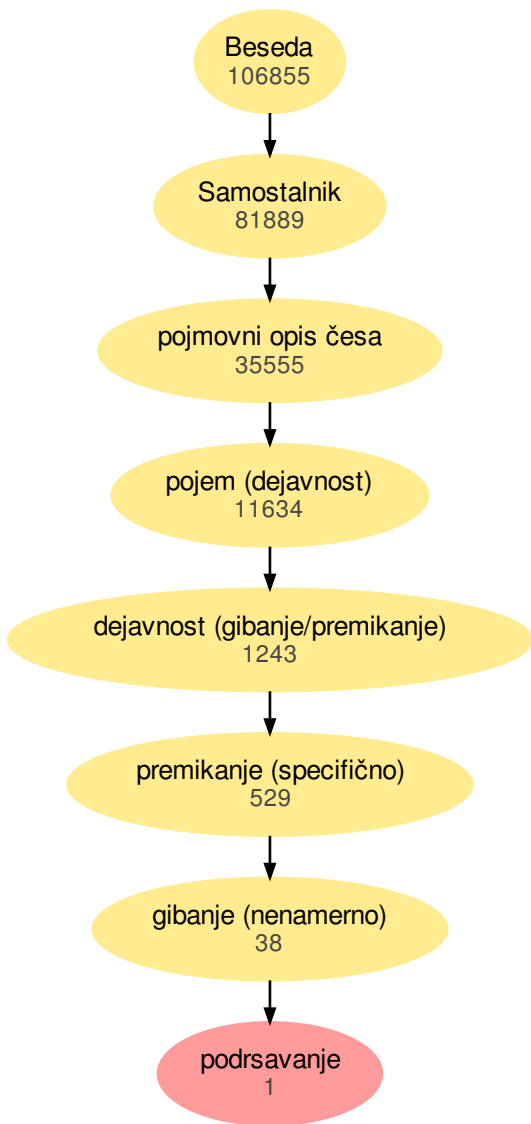 Beseda
106855
Samostalnik
81889
pojmovni opis česa
35555
pojem (dejavnost)
11634
dejavnost (gibanje/premikanje)
1243
premikanje (specifično)
529
gibanje (nenamerno)
38
podrsavanje
1